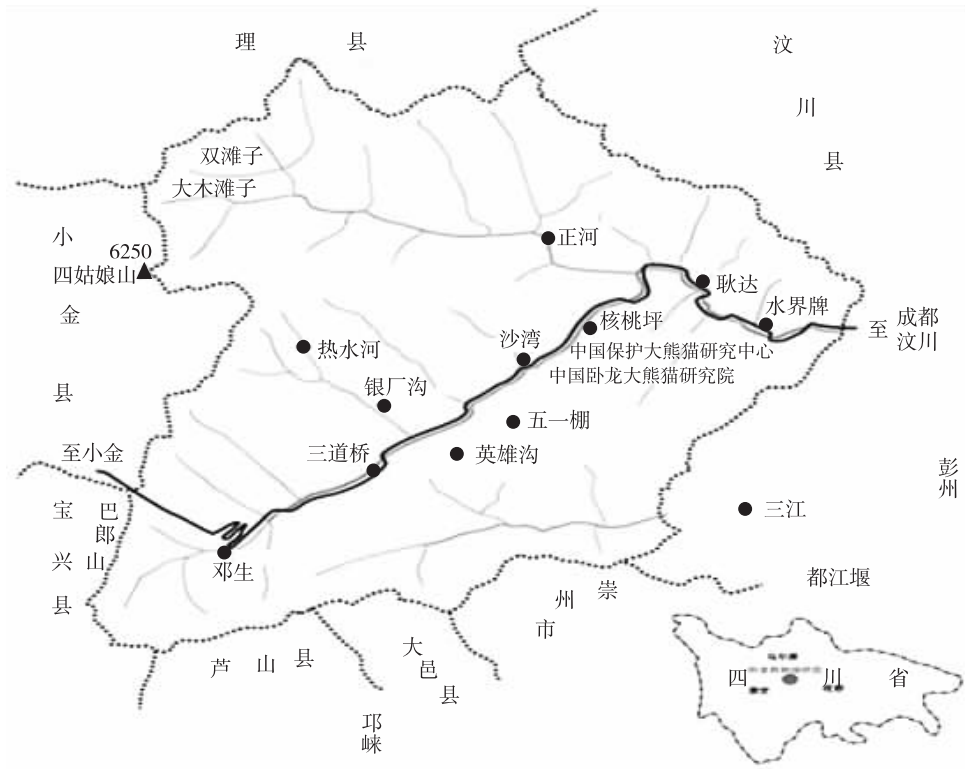 理县
汶川县
双滩子
大木滩子
小金县
6250
四姑娘山
正河
耿达
水界牌
至 成都
汶川
核桃坪
沙湾
中国保护大熊猫研究中心
中国卧龙大熊猫研究院
热水河
银厂沟
五一棚
英雄沟
三道桥
至小金
彭州
三江
宝兴县
巴郎山
邓生
都江堰
崇州市
芦山县
大邑县
邛崃
四川省